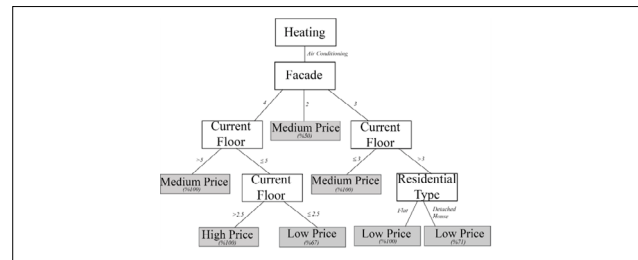 Heating
Air Conditioning
Facade
4
2
3
Current
Floor
Medium Price
(%50)
Current
Floor
>3
≤3
≤3
>3
Medium Price
(%100)
Current
Floor
Medium Price
(%100)
Residential
Type
>2.5
≤2.5
Flat
Detached
House
High Price
(%100)
Low Price
(%67)
Low Price
(%100)
Low Price
(%71)